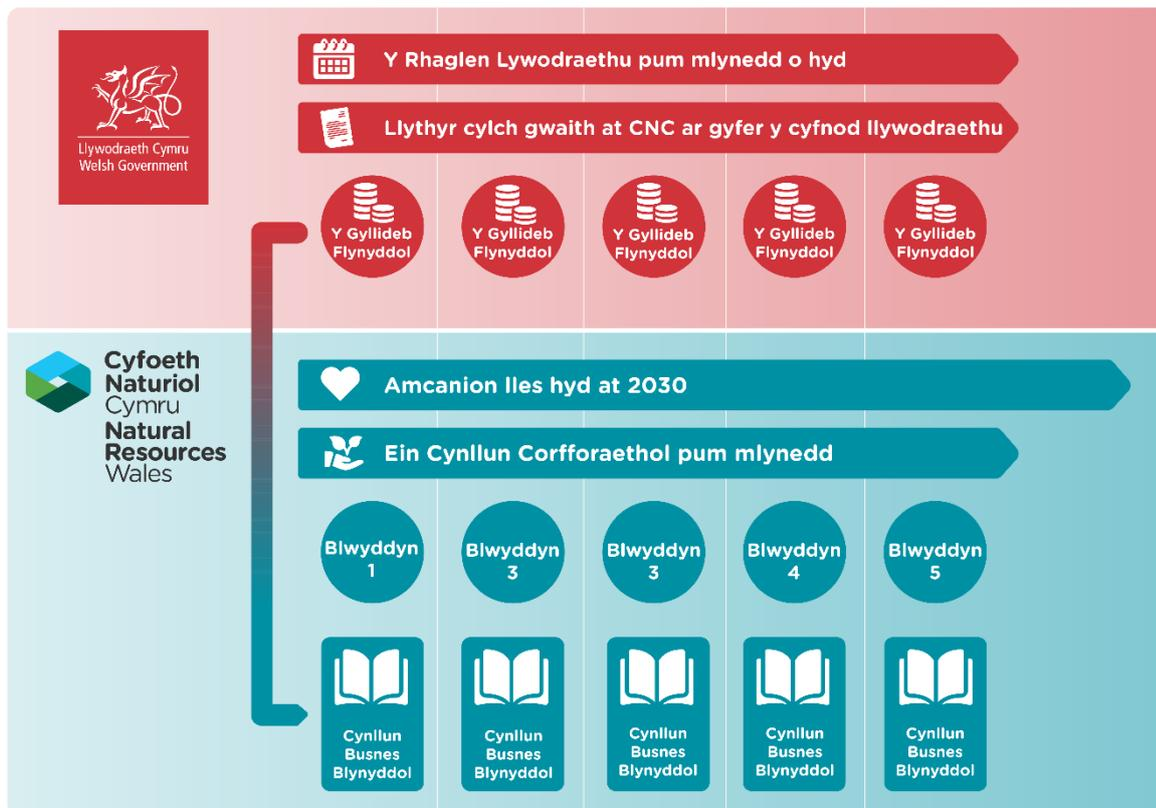 Llywodraeth Cymru
Welsh Government
Y Rhaglen Lywodraethu pum mlynedd o hyd
Llythyr cylch gwaith at CNC ar gyfer y cyfnod llywodraethu
Y Gyllideb
Flynyddol
Y Gyllideb
Flynyddol
Y Gyllideb
Flynyddol
Y Gyllideb
Flynyddol
Y Gyllideb
Flynyddol
Cyfoeth
Naturiol
Cymru
Natural
Resources
Wales
Amcanion lles hyd at 2030
Ein Cynllun Corfforaethol pum mlynedd
Blwyddyn
1
Blwyddyn
3
Blwyddyn
3
Blwyddyn
4
Blwyddyn
5
Cynllun
Busnes
Blynyddol
Cynllun
Busnes
Blynyddol
Cynllun
Busnes
Blynyddol
Cynllun
Busnes
Blynyddol
Cynllun
Busnes
Blynyddol